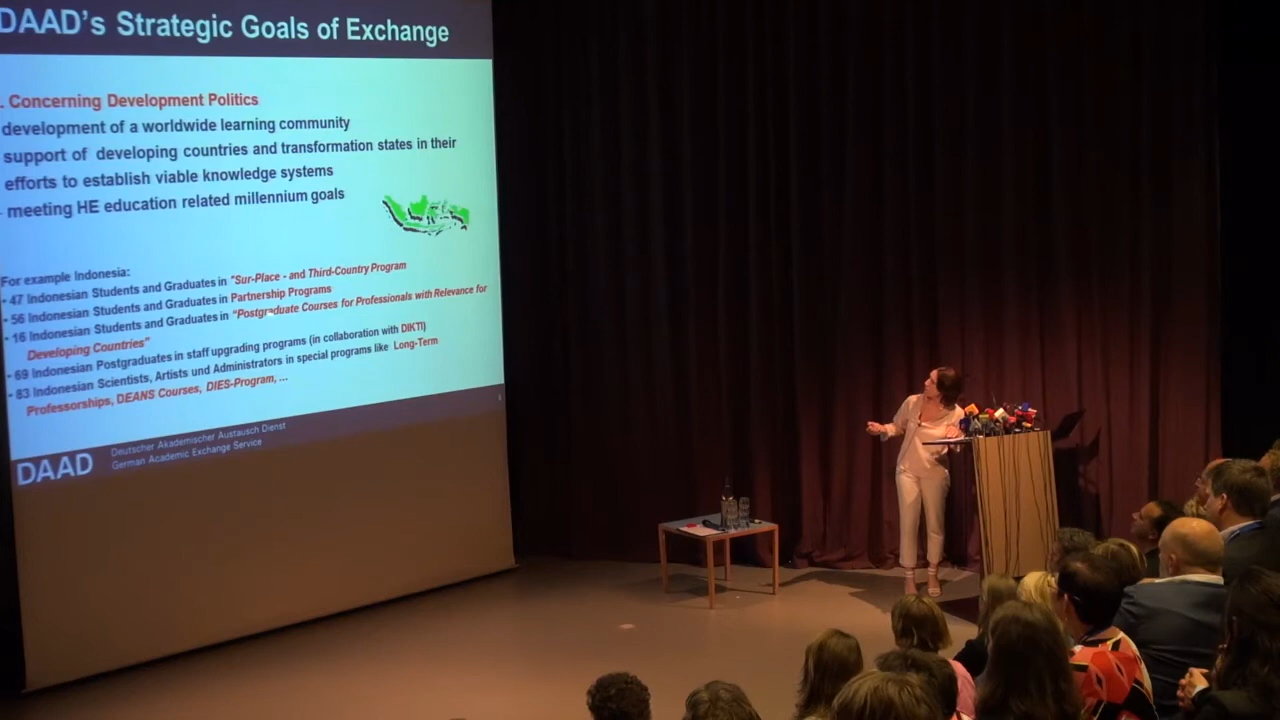 DAAD's Strategic Goals of Exchange
. Concerning Development Politics
development of a worldwide learning community
support of developing countries and transformation states in their
efforts to establish viable knowledge systems
- meeting HE education related millennium goals
For example Indonesia:
- 47 Indonesian Students and Graduates in "Sur-Place - and Third-Country Program
- 56 Indonesian Students and Graduates in Partnership Programs
- 16 Indonesian Students and Graduates in "Postgraduate Courses for Professionals with Relevance for
Developing Countries"
- 69 Indonesian Postgraduates in staff upgrading programs (in collaboration with DIKTI)
- 83 Indonesian Scientists, Artists und Administrators in special programs like Long-Term
Professorships, DEANS Courses, DIES-Program, ...
DAAD
Deutscher Akademischer Austausch Dienst
German Academic Exchange Service